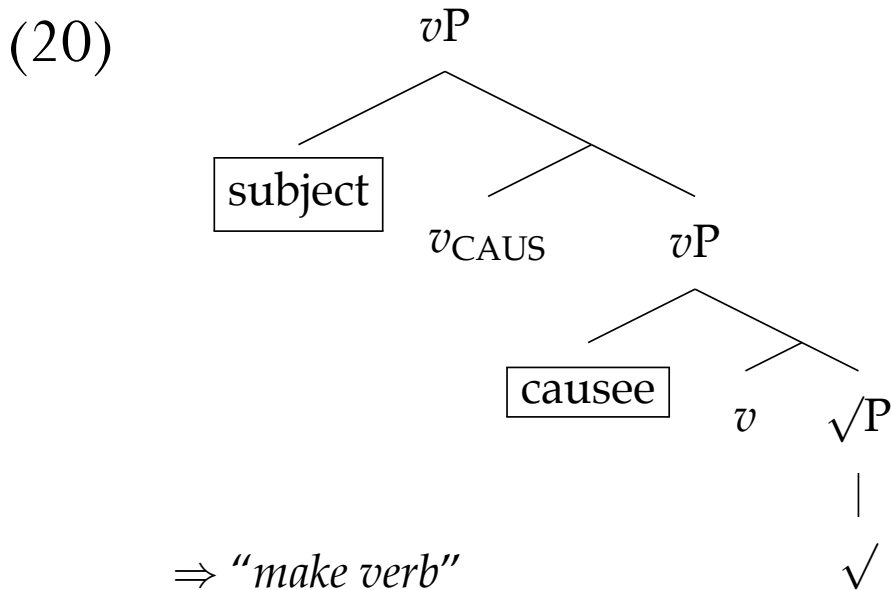 (20)
vP
subject
vCAUS
vP
causee
v
√P
⇒ "make verb"
√